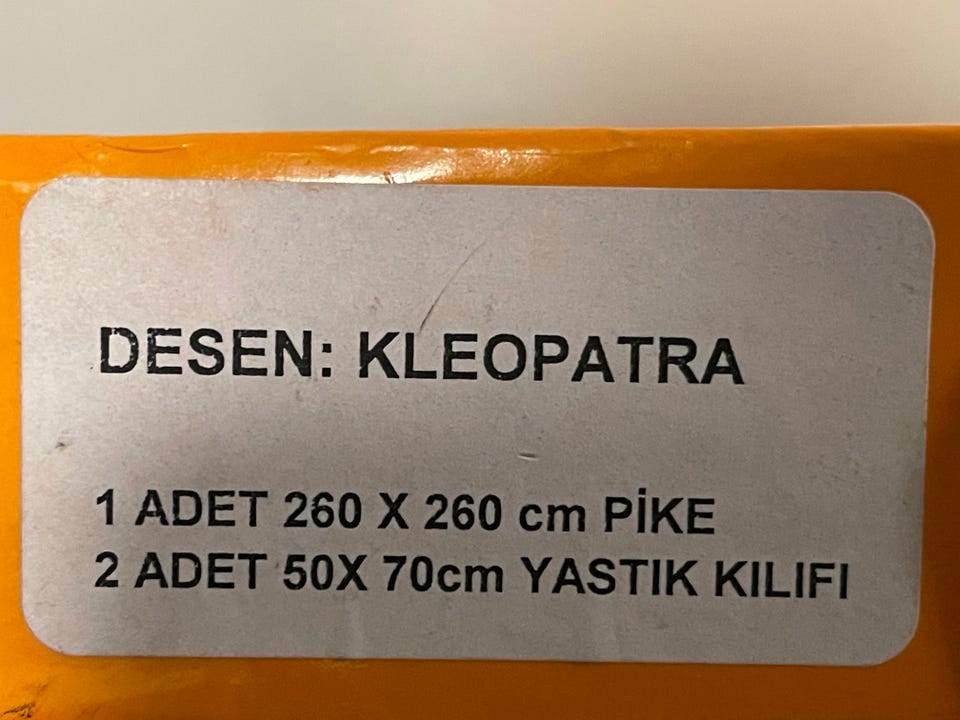 DESEN: KLEOPATRA
1 ADET 260 X 260 cm PİKE
2 ADET 50X 70cm YASTIK KILIFI